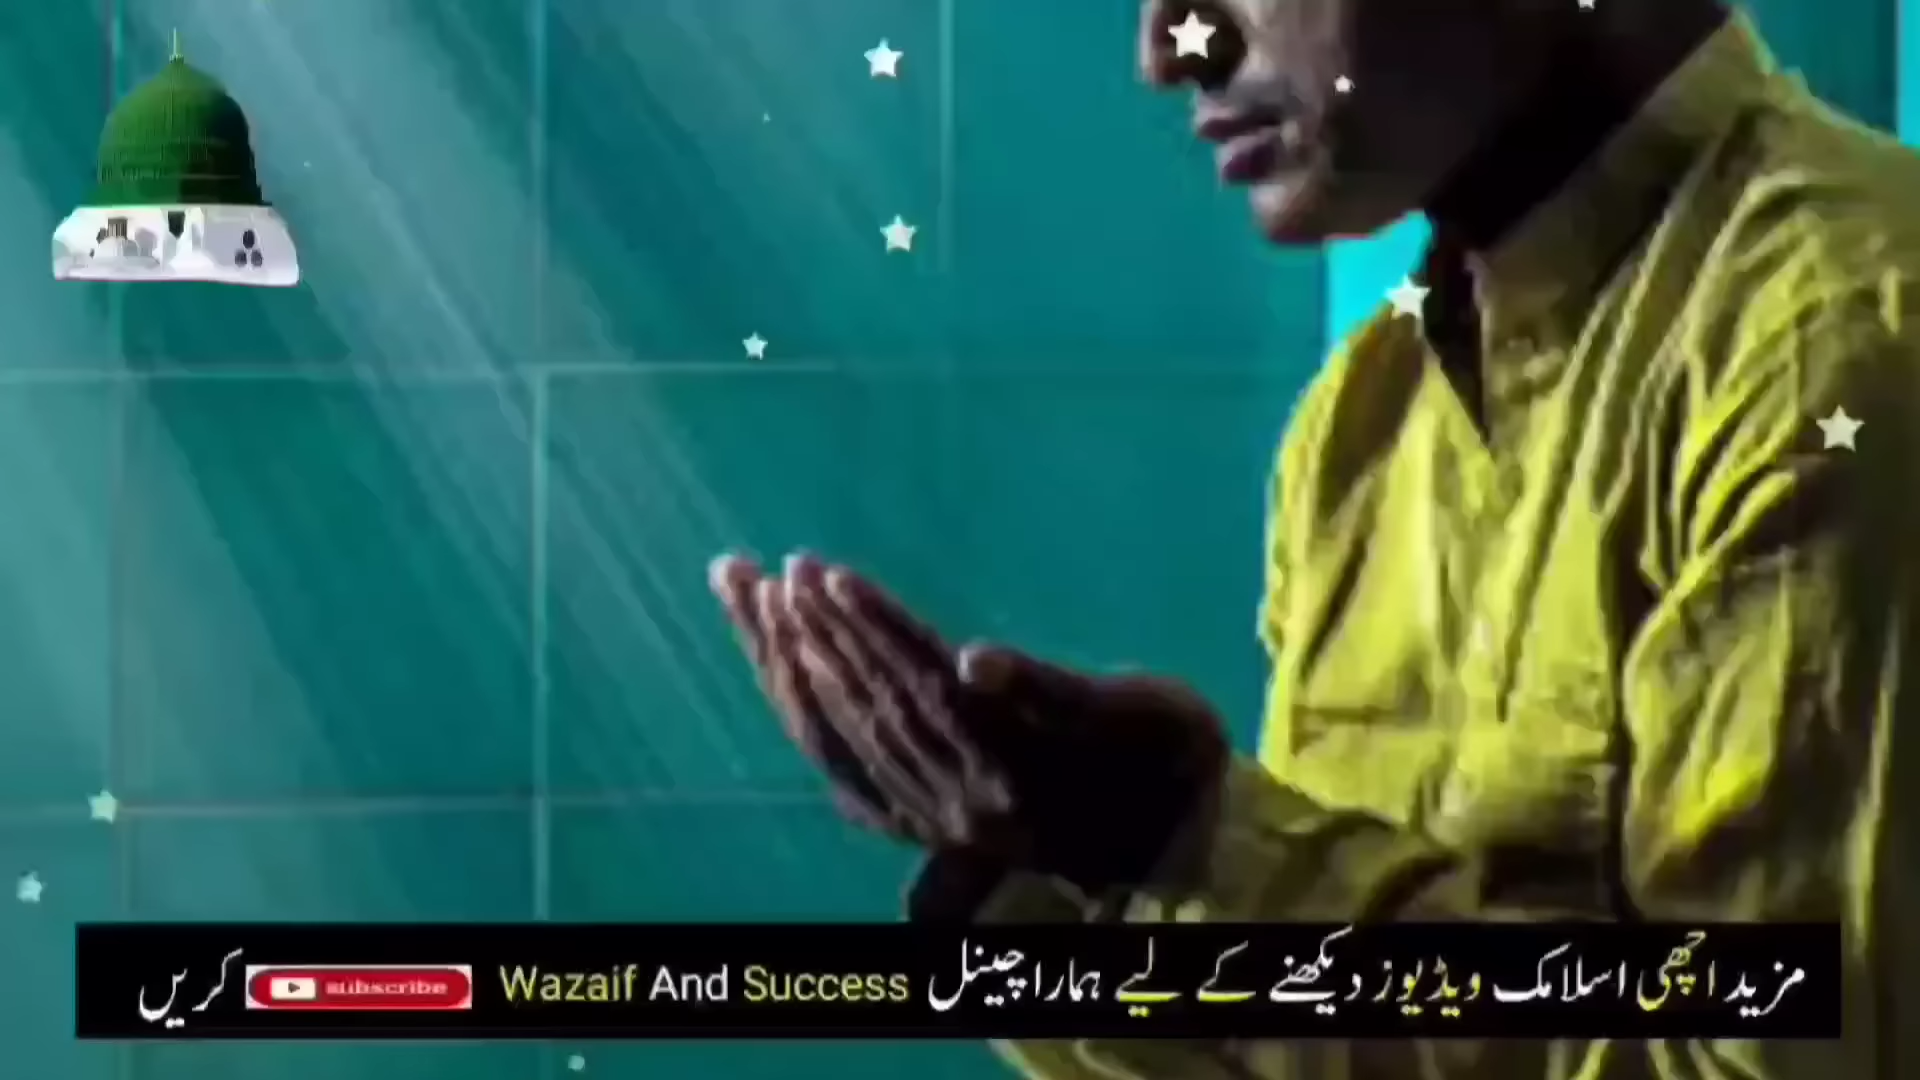 مزید اچھی اسلامک ویڈیوز دیکھنے کے لیے ہمارا چینل Wazaif And Success subscribe کریں